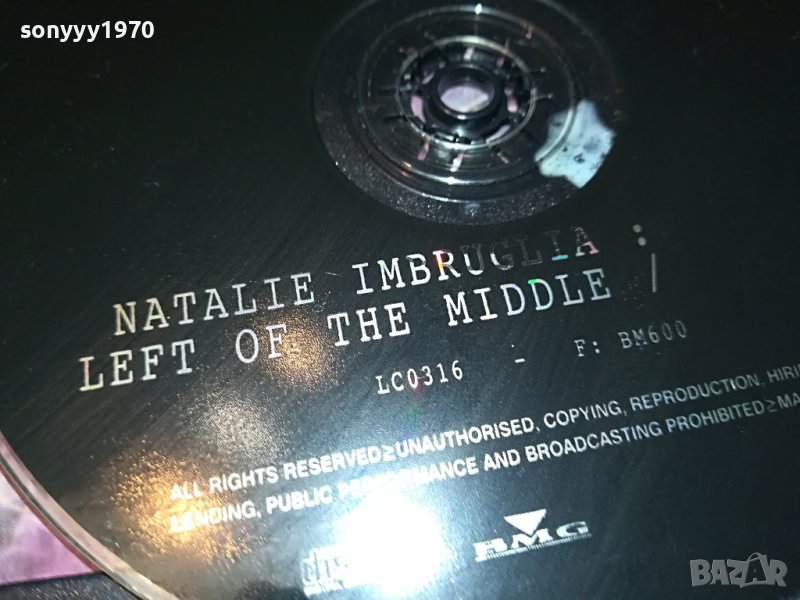 sonyyy1970
NATALIE IMBRUGLIA :
LEFT OF THE MIDDLE /
LC0316 - F: BM600
ALL RIGHTS RESERVED≥UNAUTHORISED, COPYING, REPRODUCTION, HIRI
LENDING, PUBLIC PERFORMANCE AND BROADCASTING PROHIBITED≥MA
BMG
BAZAR